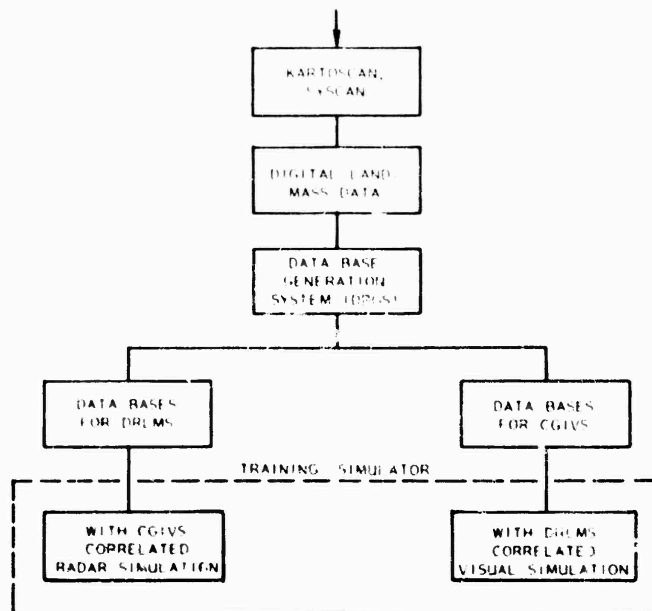 KARTOSCAN,
SYSCAN
DIGITAL LAND
MASS DATA
DATA BASE
GENERATION
SYSTEM (DBGS)
DATA BASES
FOR DRLMS
DATA BASES
FOR CGIVS
TRAINING SIMULATOR
WITH CGIVS
CORRELATED
RADAR SIMULATION
WITH DRLMS
CORRELATED
VISUAL SIMULATION